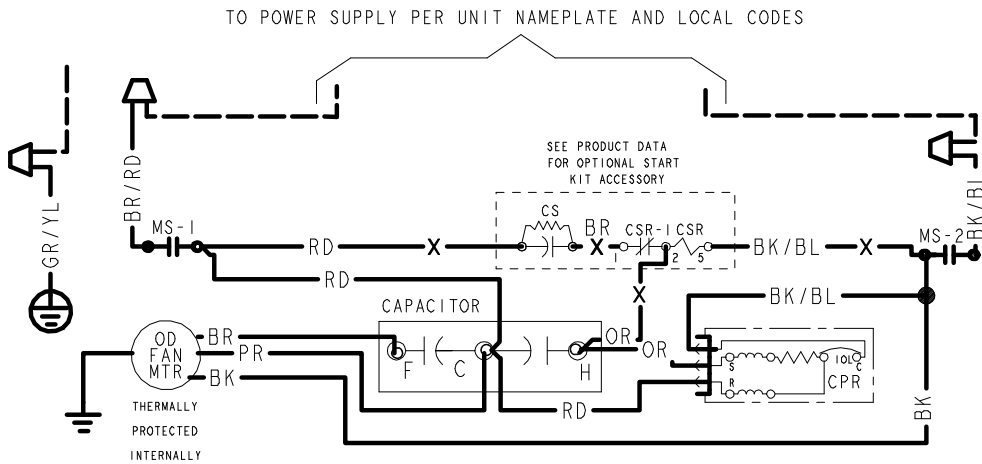 TO POWER SUPPLY PER UNIT NAMEPLATE AND LOCAL CODES
SEE PRODUCT DATA
FOR OPTIONAL START
KIT ACCESSORY
BR/RD
GR/YL
BK/BL
MS-1
CS
BR
CSR-1
CSR
MS-2
RD
X
X
1
2
5
BK/BL
X
RD
X
BK/BL
CAPACITOR
OD
FAN
MTR
BR
PR
BK
F
C
H
OR
OR
S
R
IOL
C
CPR
RD
BK
THERMALLY
PROTECTED
INTERNALLY